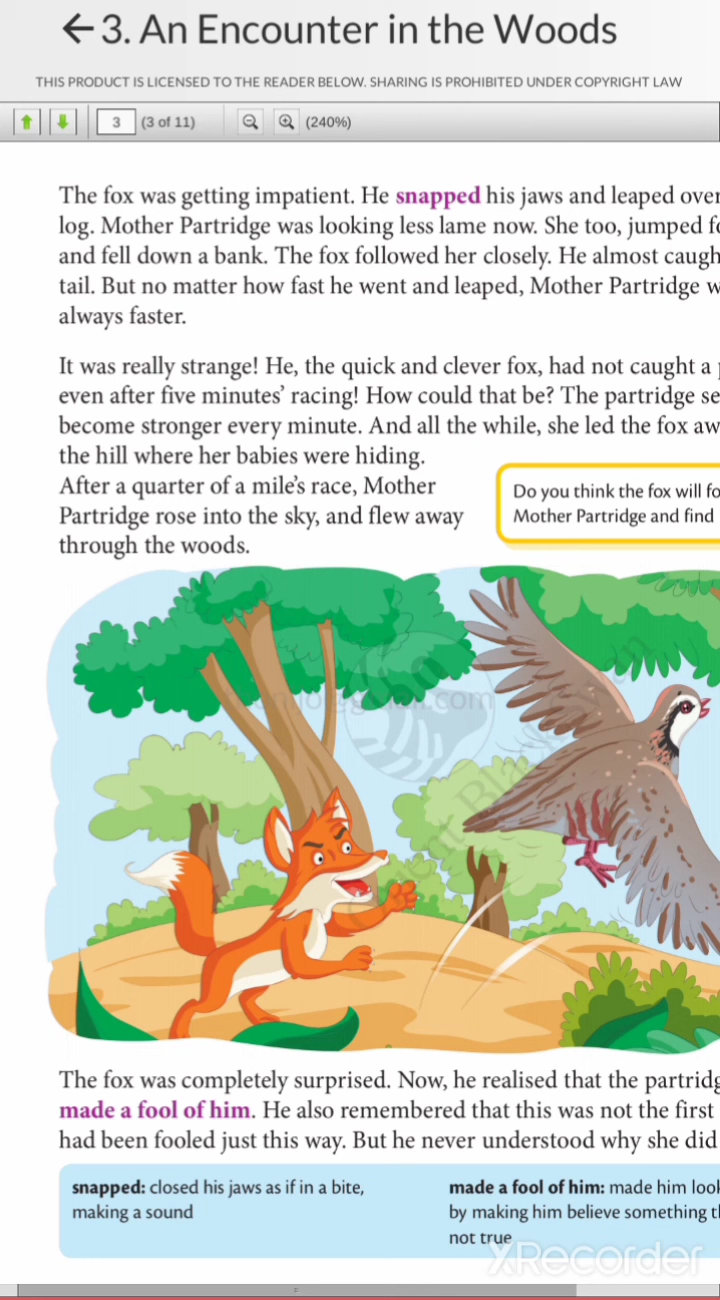 ←3. An Encounter in the Woods
THIS PRODUCT IS LICENSED TO THE READER BELOW. SHARING IS PROHIBITED UNDER COPYRIGHT LAW
3 (3 of 11) (240%)
The fox was getting impatient. He snapped his jaws and leaped over
log. Mother Partridge was looking less lame now. She too, jumped
and fell down a bank. The fox followed her closely. He almost
tail. But no matter how fast he went and leaped, Mother Partridge
always faster.
It was really strange! He, the quick and clever fox, had not caught a
even after five minutes’ racing! How could that be? The partridge
become stronger every minute. And all the while, she led the fox
the hill where her babies were hiding.
After a quarter of a mile’s race, Mother
Partridge rose into the sky, and flew away
through the woods.
Do you think the fox will
Mother Partridge and find
The fox was completely surprised. Now, he realised that the
made a fool of him. He also remembered that this was not the first
had been fooled just this way. But he never understood why she did
snapped: closed his jaws as if in a bite,
making a sound
made a fool of him: made him
by making him believe something
not true
XRecorder